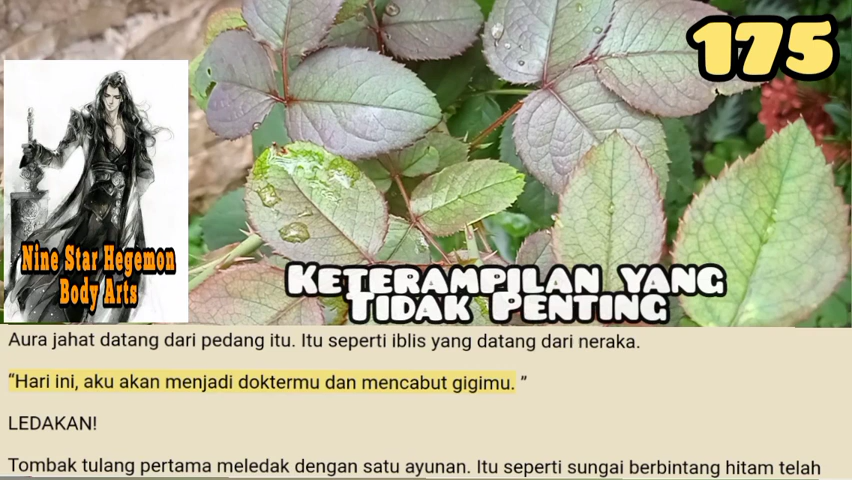 175
Nine Star Hegemon
Body Arts
Keterampilan yang
Tidak Penting
Aura jahat datang dari pedang itu. Itu seperti iblis yang datang dari neraka.
“Hari ini, aku akan menjadi doktermu dan mencabut gigimu. ”
LEDAKAN!
Tombak tulang pertama meledak dengan satu ayunan. Itu seperti sungai berbintang hitam telah